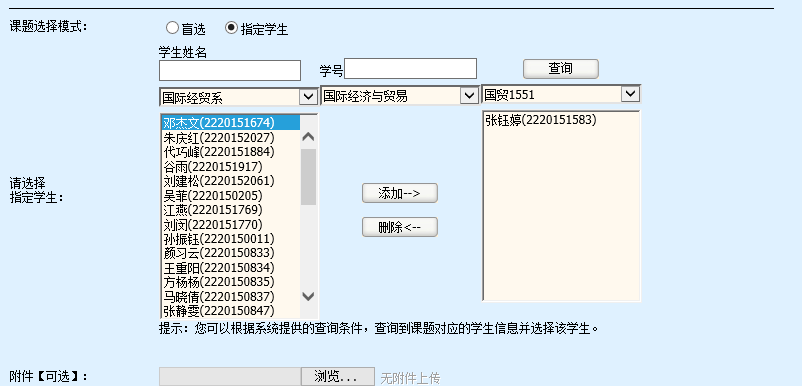 课题选择模式：
盲选
指定学生
学生姓名
学号
查询
国际经贸系
国际经济与贸易
国贸1551
邓杰文(2220151674)
朱庆红(2220152027)
代巧峰(2220151884)
谷雨(2220151917)
刘建松(2220152061)
吴菲(2220150205)
江燕(2220151769)
刘闵(2220151770)
孙振钰(2220150011)
颜习云(2220150833)
王重阳(2220150834)
方杨杨(2220150835)
马晓倩(2220150837)
张静雯(2220150847)
请选择
指定学生：
添加-->
删除<--
张钰婷(2220151583)
提示：您可以根据系统提供的查询条件，查询到课题对应的学生信息并选择该学生。
附件【可选】：
浏览...
无附件上传